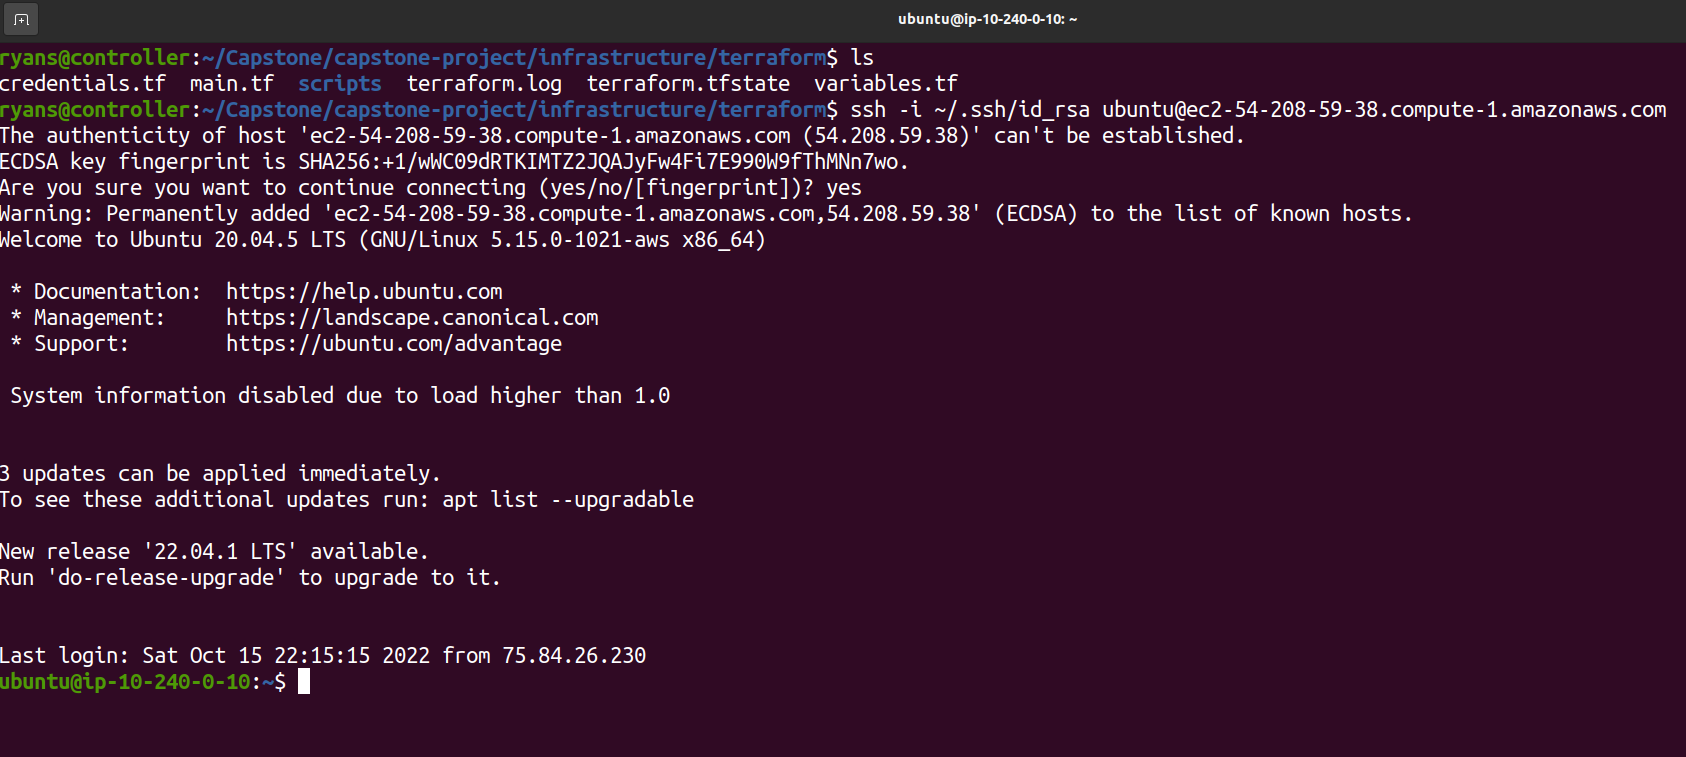 ubuntu@ip-10-240-0-10: ~
ryans@controller:~/Capstone/capstone-project/infrastructure/terraform$ ls
credentials.tf  main.tf  scripts  terraform.log  terraform.tfstate  variables.tf
ryans@controller:~/Capstone/capstone-project/infrastructure/terraform$ ssh -i ~/.ssh/id_rsa ubuntu@ec2-54-208-59-38.compute-1.amazonaws.com
The authenticity of host 'ec2-54-208-59-38.compute-1.amazonaws.com (54.208.59.38)' can't be established.
ECDSA key fingerprint is SHA256:+1/wWC09dRTKIMTZ2JQAJyFw4Fi7E990W9fThMNn7wo.
Are you sure you want to continue connecting (yes/no/[fingerprint])? yes
Warning: Permanently added 'ec2-54-208-59-38.compute-1.amazonaws.com,54.208.59.38' (ECDSA) to the list of known hosts.
Welcome to Ubuntu 20.04.5 LTS (GNU/Linux 5.15.0-1021-aws x86_64)
* Documentation:  https://help.ubuntu.com
* Management:     https://landscape.canonical.com
* Support:        https://ubuntu.com/advantage
System information disabled due to load higher than 1.0
3 updates can be applied immediately.
To see these additional updates run: apt list --upgradable
New release '22.04.1 LTS' available.
Run 'do-release-upgrade' to upgrade to it.
Last login: Sat Oct 15 22:15:15 2022 from 75.84.26.230
ubuntu@ip-10-240-0-10:~$